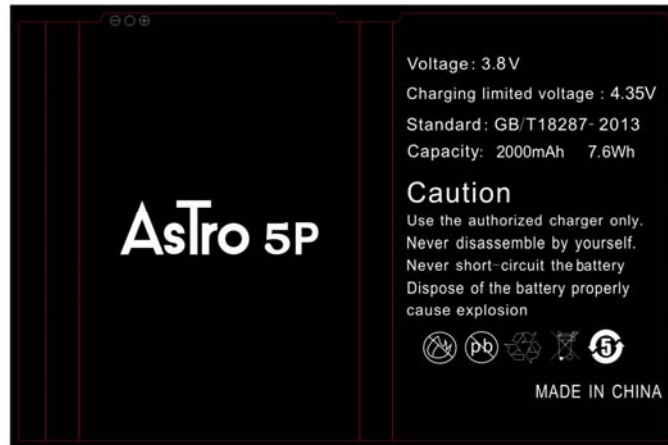 AsTro 5P
Voltage: 3.8V
Charging limited voltage : 4.35V
Standard: GB/T18287-2013
Capacity: 2000mAh 7.6Wh
Caution
Use the authorized charger only.
Never disassemble by yourself.
Never short-circuit the battery
Dispose of the battery properly
cause explosion
pb
5
MADE IN CHINA